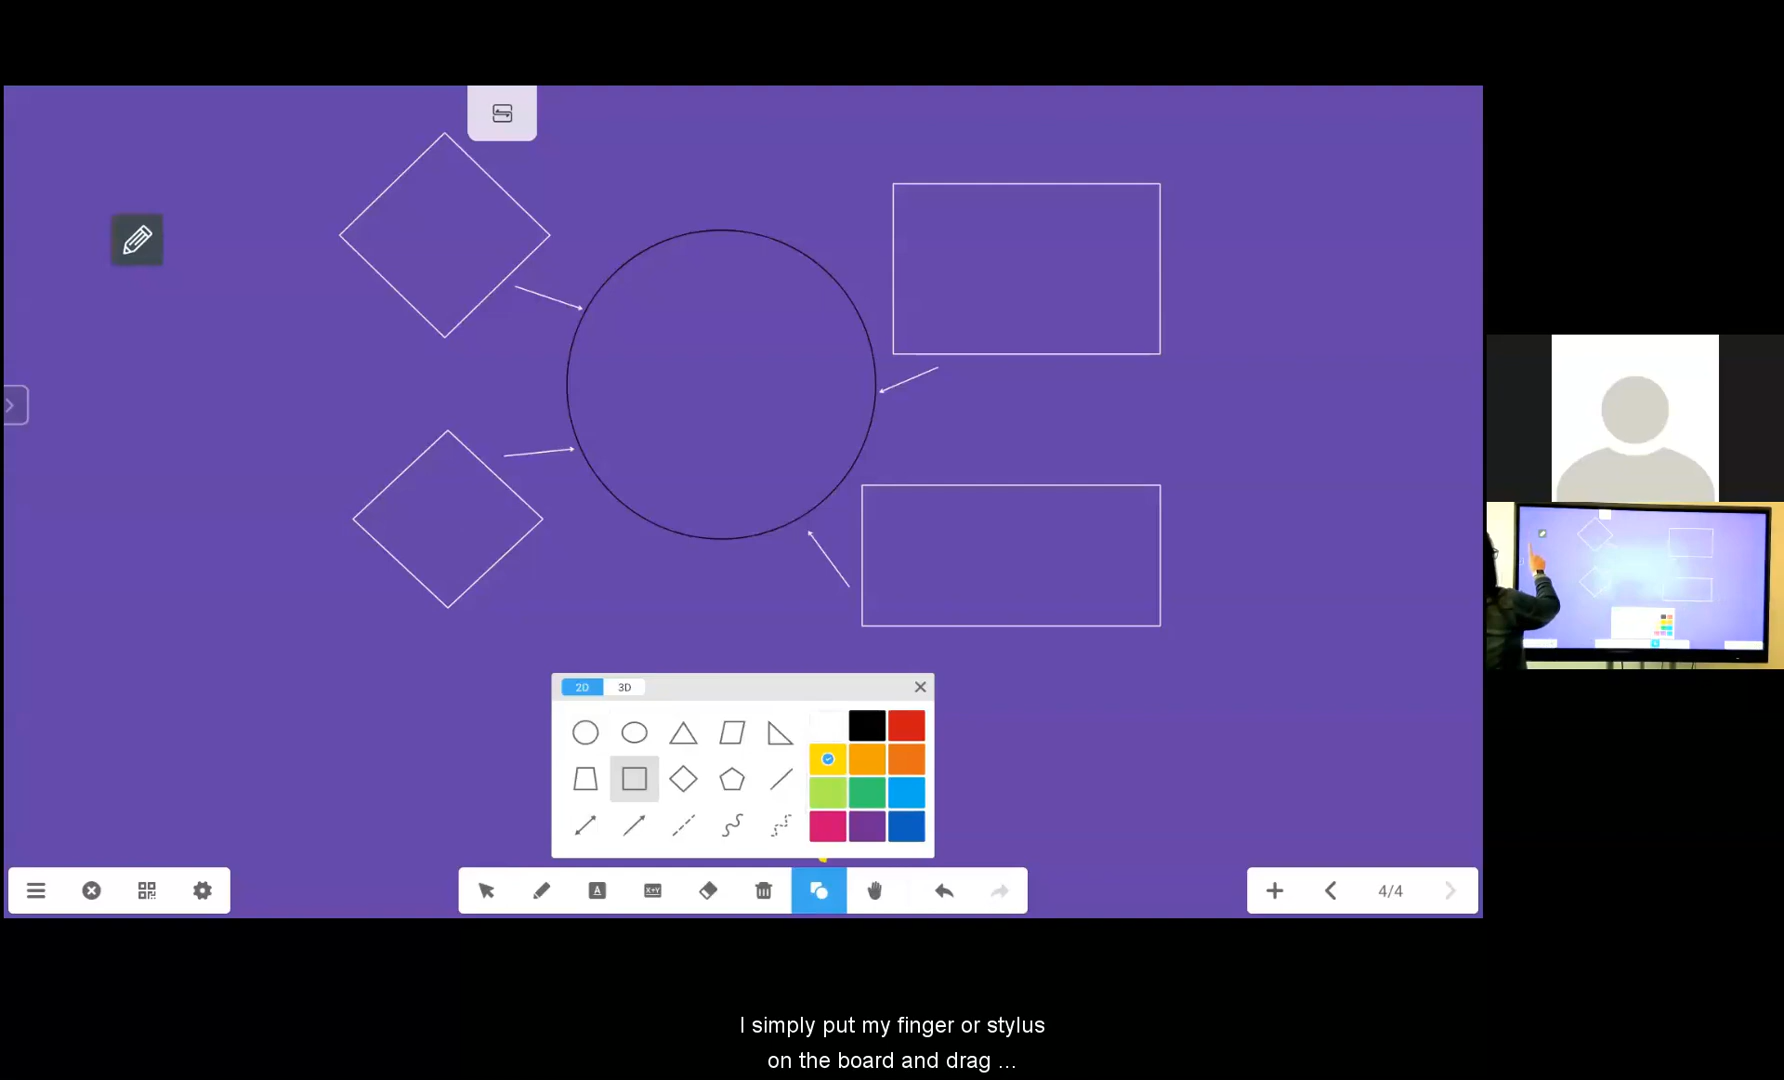 2D 3D
A
X+Y
4/4
I simply put my finger or stylus
on the board and drag ...